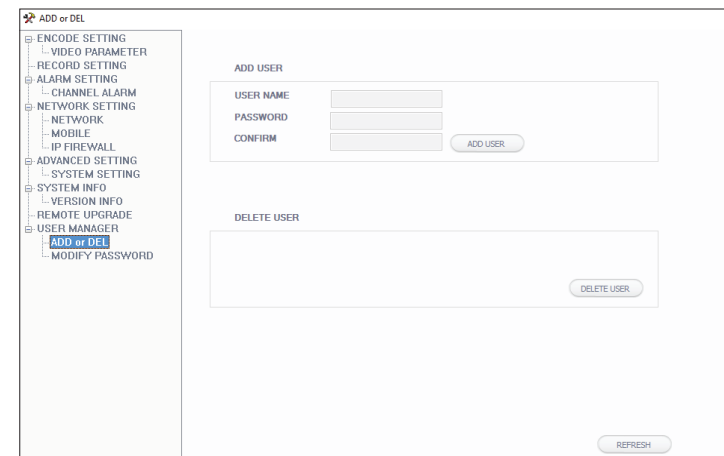 ADD or DEL
ENCODE SETTING
VIDEO PARAMETER
RECORD SETTING
ALARM SETTING
CHANNEL ALARM
NETWORK SETTING
NETWORK
MOBILE
IP FIREWALL
ADVANCED SETTING
SYSTEM SETTING
SYSTEM INFO
VERSION INFO
REMOTE UPGRADE
USER MANAGER
ADD or DEL
MODIFY PASSWORD
ADD USER
USER NAME
PASSWORD
CONFIRM
ADD USER
DELETE USER
DELETE USER
REFRESH